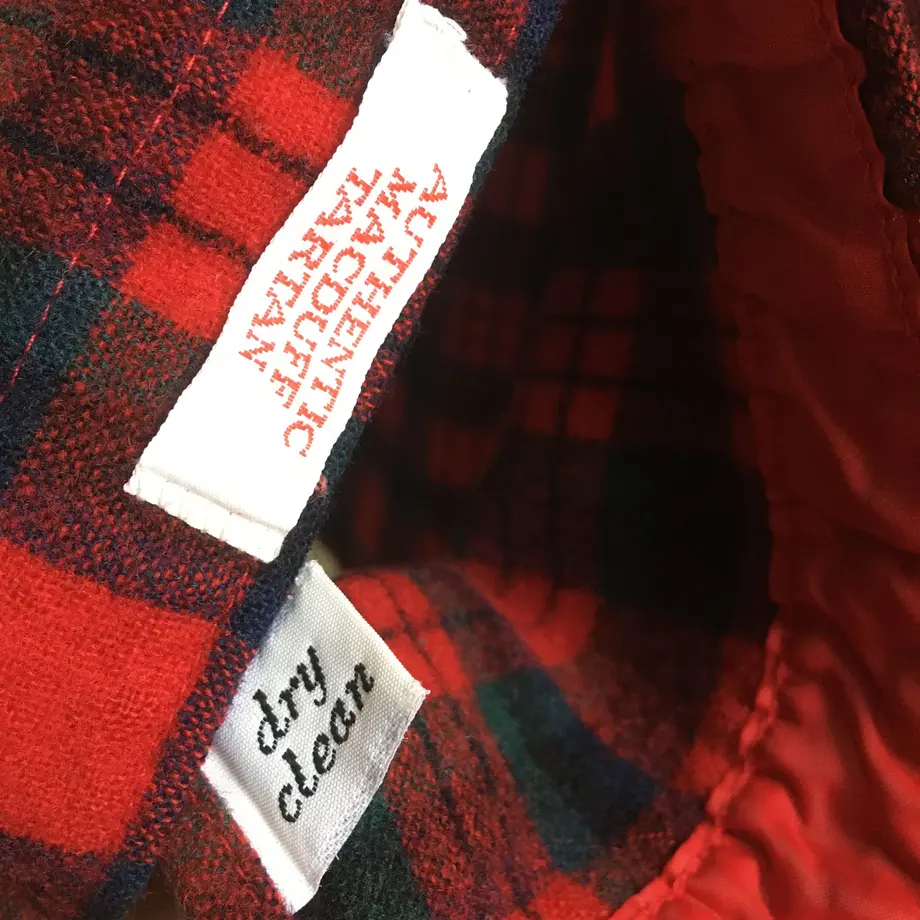 AUTHENTIC
MACDUFF
TARTAN
dry
clean